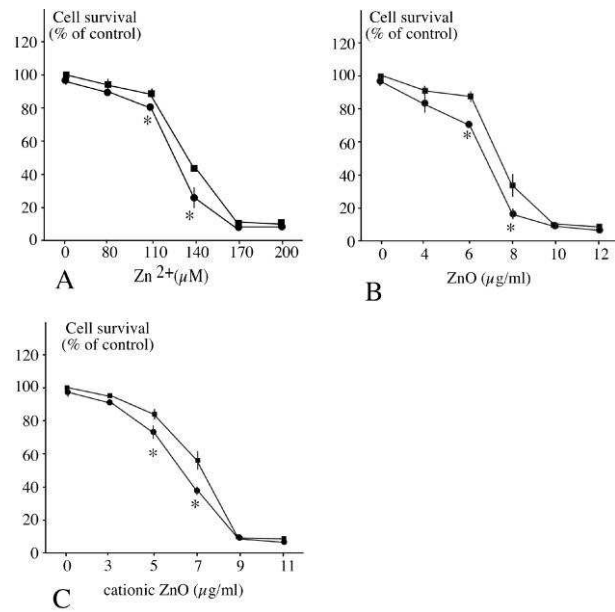 Cell survival
(% of control)
120
100
80
60
40
20
0
*
*
0 80 110 140 170 200
A
Zn 2+(μM)
Cell survival
(% of control)
120
100
80
60
40
20
0
*
*
0 4 6 8 10 12
B
ZnO (μg/ml)
Cell survival
(% of control)
120
100
80
60
40
20
0
*
*
0 3 5 7 9 11
C
cationic ZnO (μg/ml)